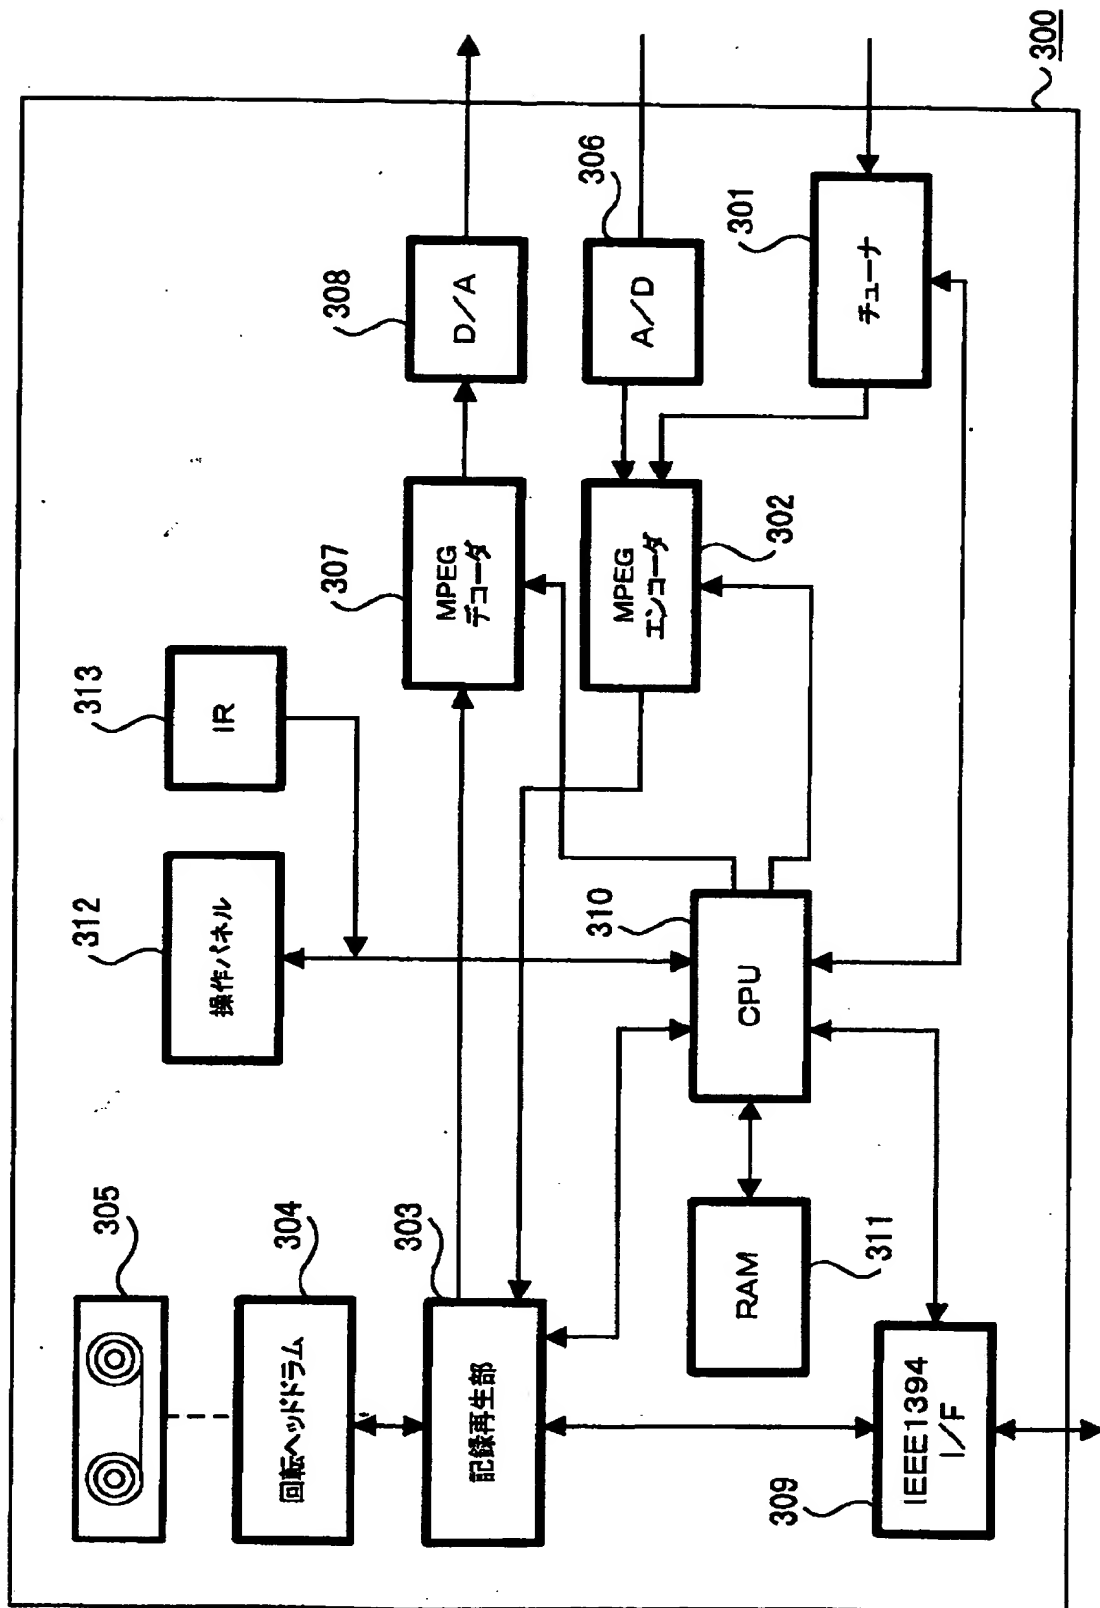 305
304
回転ヘッドドラム
303
記録再生部
309
IEEE1394
I/F
312
操作パネル
313
IR
310
CPU
RAM
311
307
MPEG
デコーダ
302
MPEG
エンコーダ
308
D/A
306
A/D
301
チューナ
300